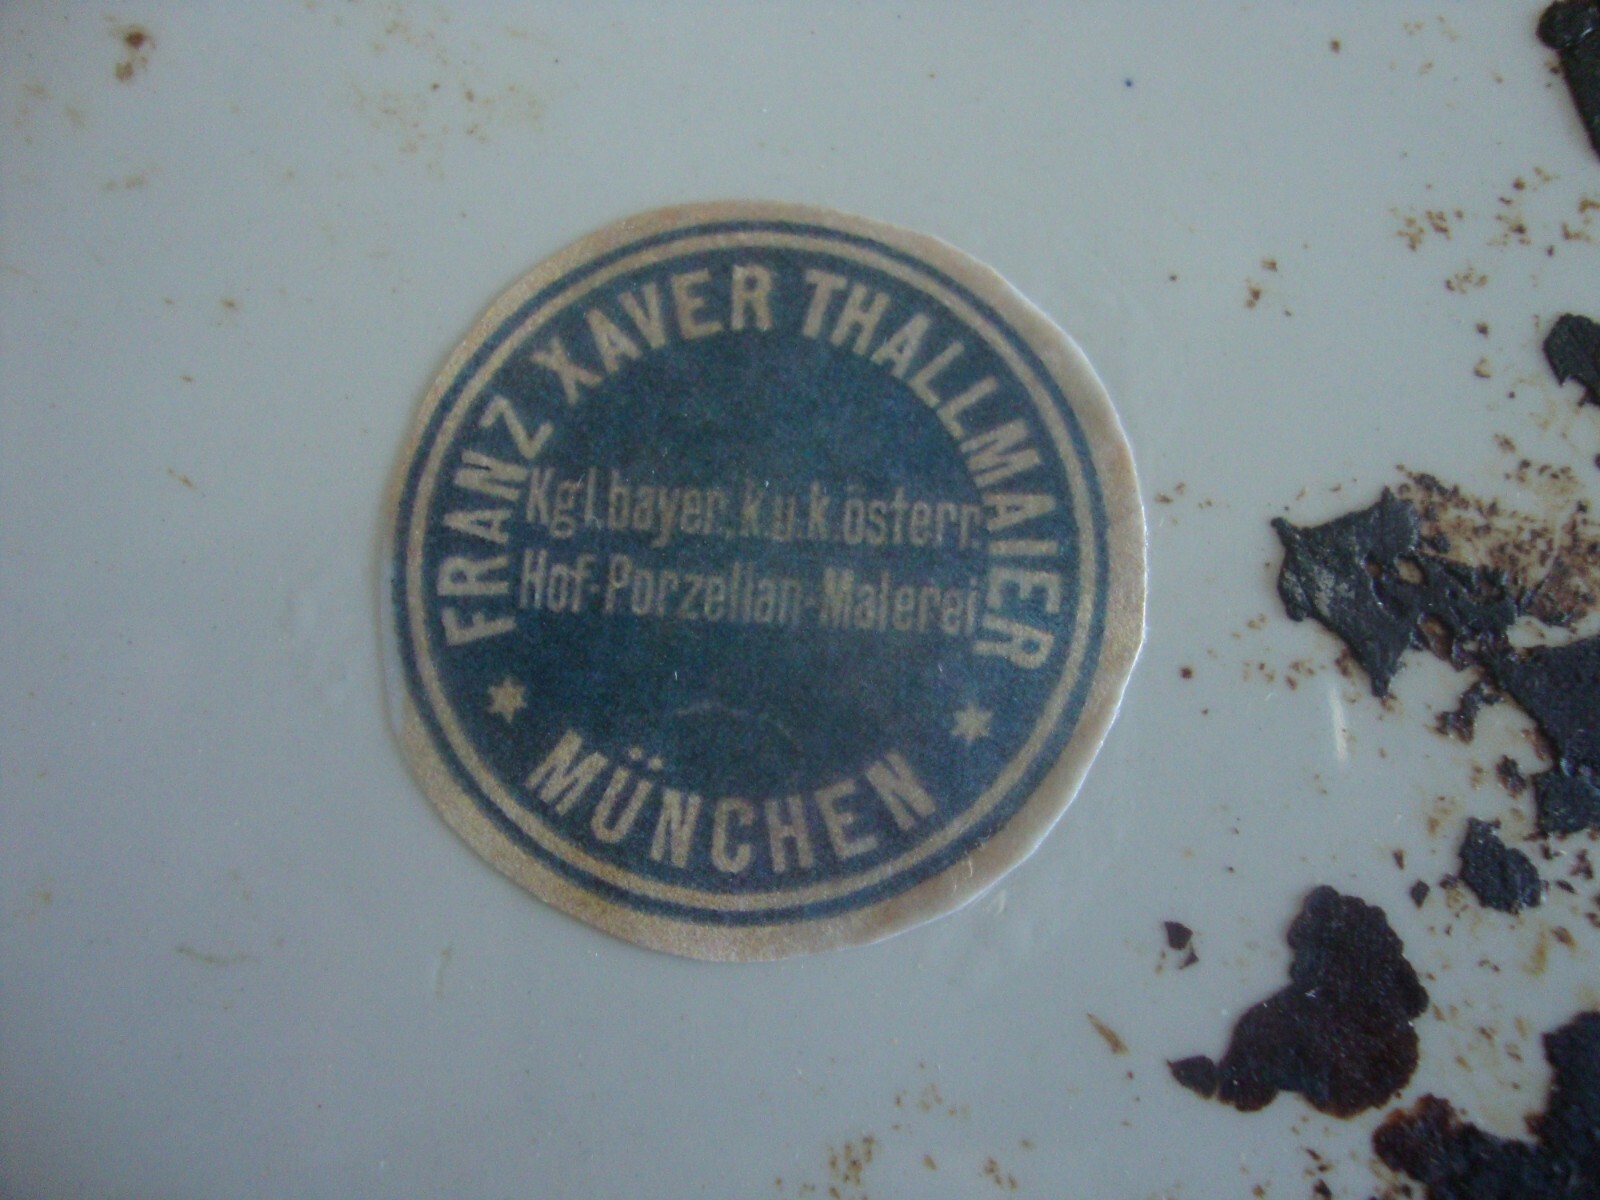 FRANZ XAVER THALLMAIER
Kgl.bayer.k.u.k.österr.
Hof-Porzellan-Malerei
MÜNCHEN